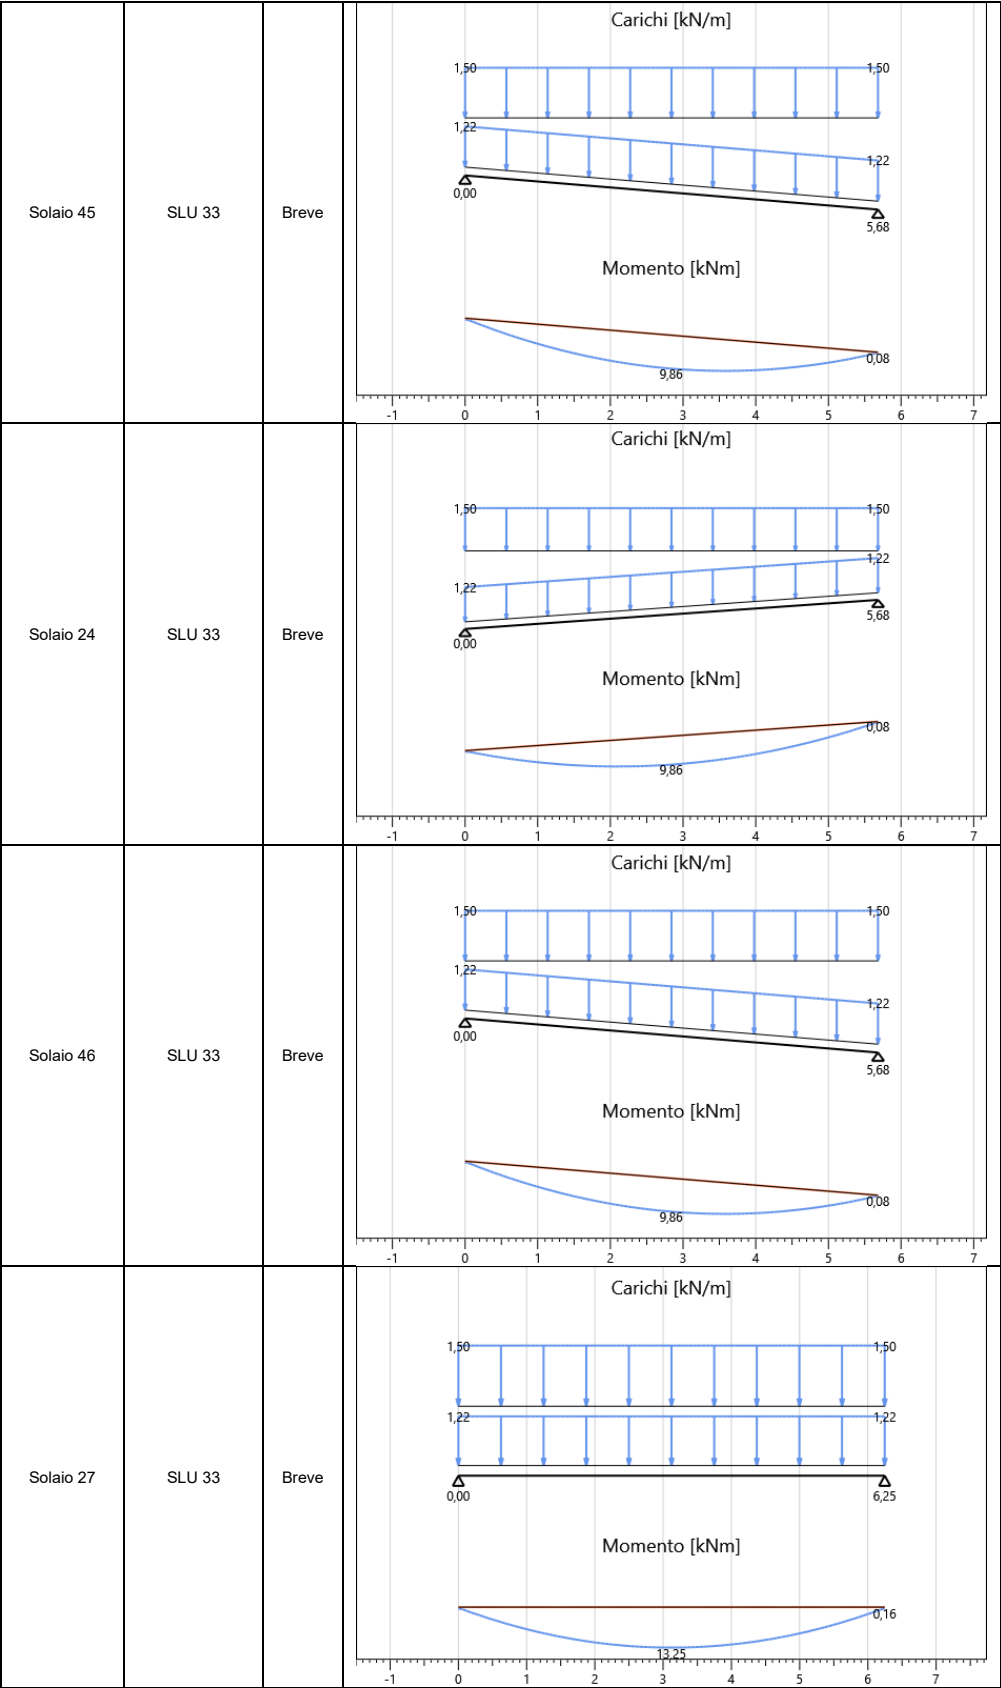 Solaio 45
SLU 33
Breve
Carichi [kN/m]
1,50 1,50
1,22
1,22
0,00
5,68
Momento [kNm]
0,08
9,86
-1 0 1 2 3 4 5 6 7
Solaio 24
SLU 33
Breve
Carichi [kN/m]
1,50 1,50
1,22
1,22
5,68
0,00
Momento [kNm]
0,08
9,86
-1 0 1 2 3 4 5 6 7
Solaio 46
SLU 33
Breve
Carichi [kN/m]
1,50 1,50
1,22
1,22
0,00
5,68
Momento [kNm]
0,08
9,86
-1 0 1 2 3 4 5 6 7
Solaio 27
SLU 33
Breve
Carichi [kN/m]
1,50 1,50
1,22 1,22
0,00 6,25
Momento [kNm]
0,16
13,25
-1 0 1 2 3 4 5 6 7